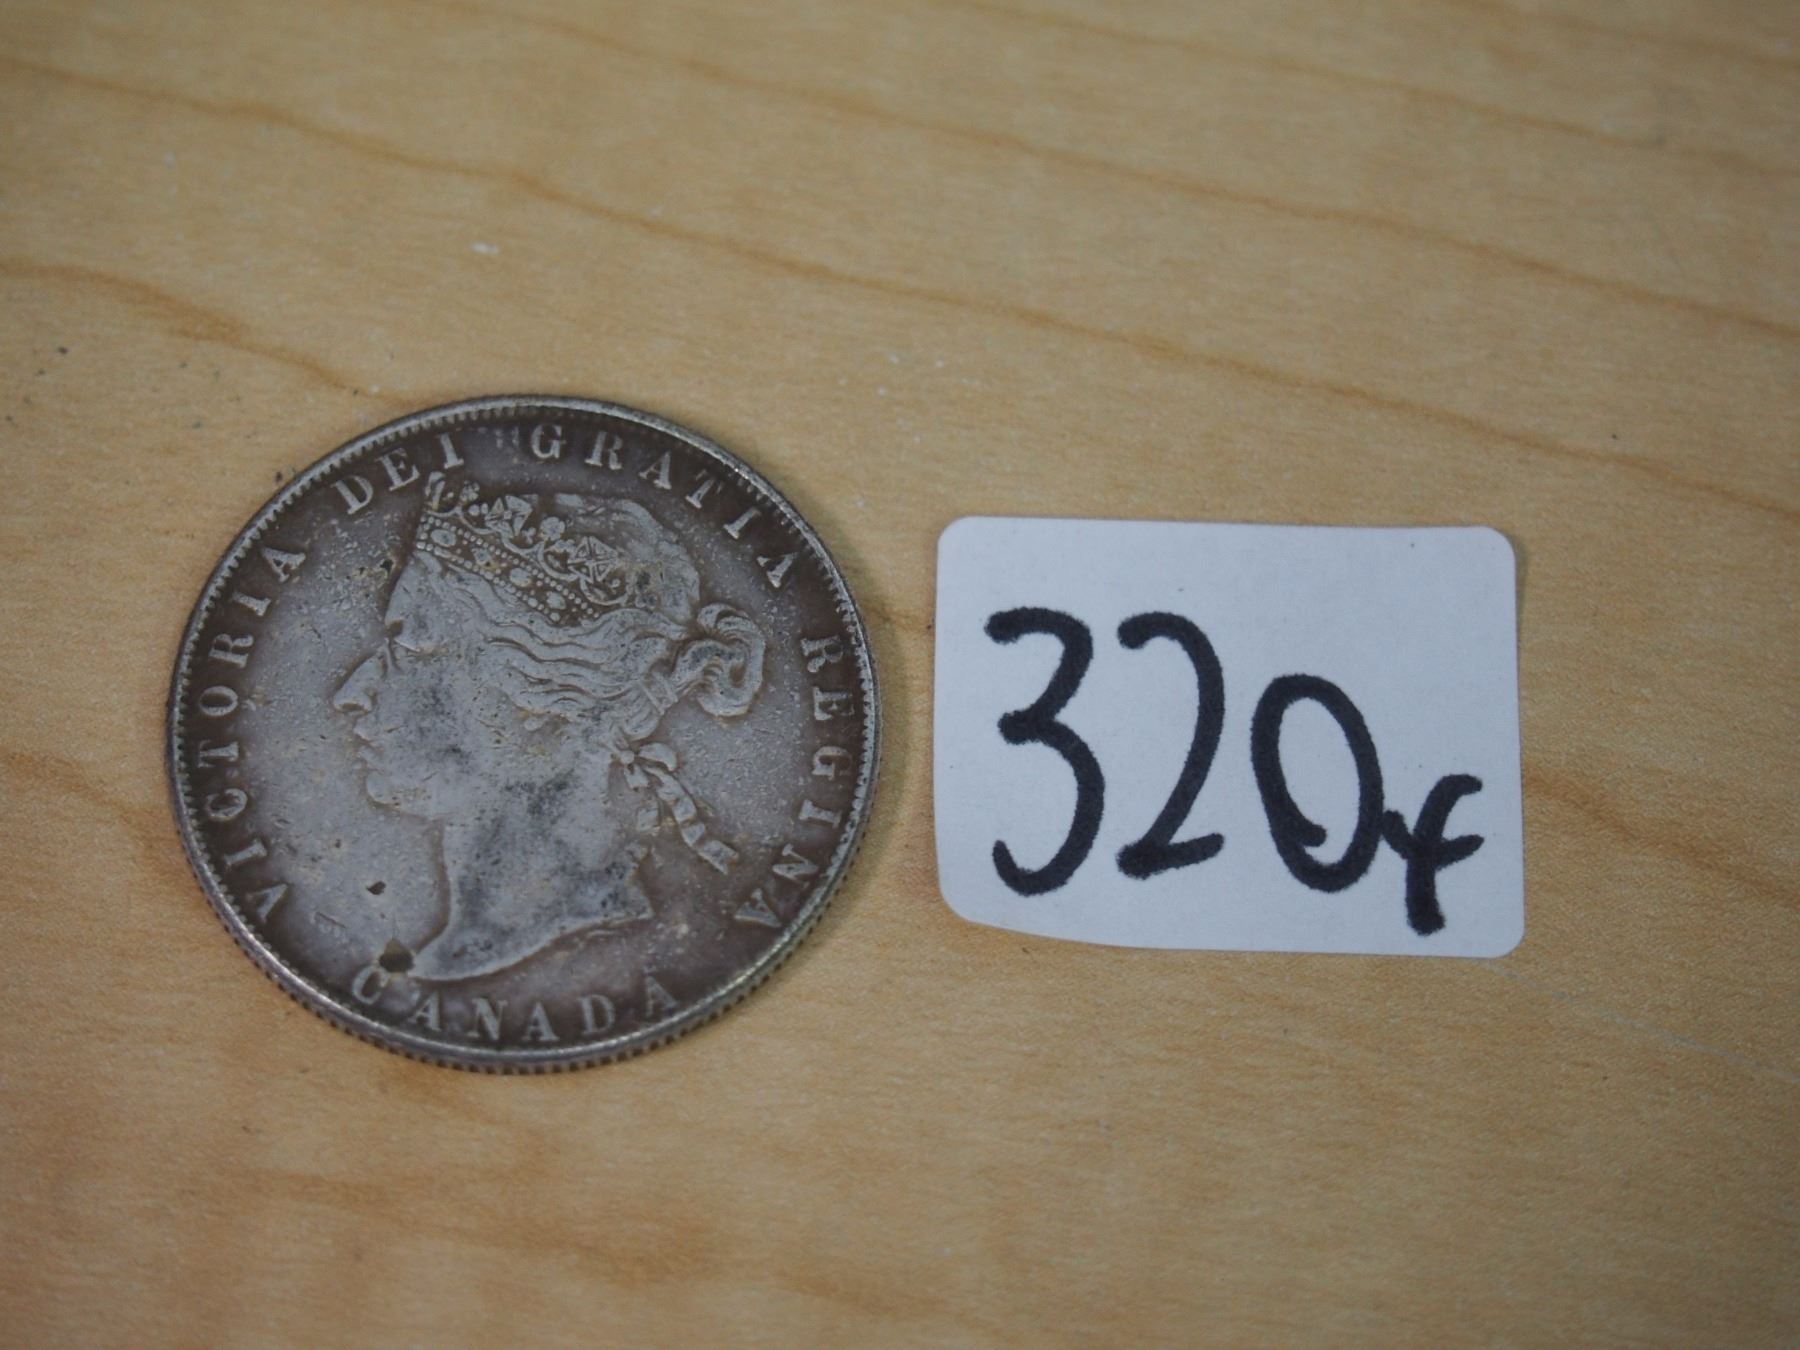 VICTORIA DEI GRATIA REGINA
CANADA
320f